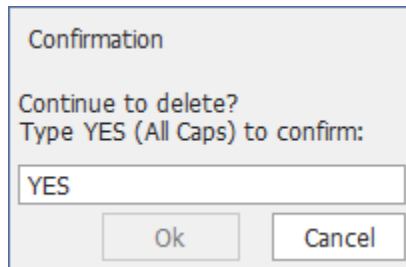 Confirmation
Continue to delete?
Type YES (All Caps) to confirm:
YES
Ok Cancel